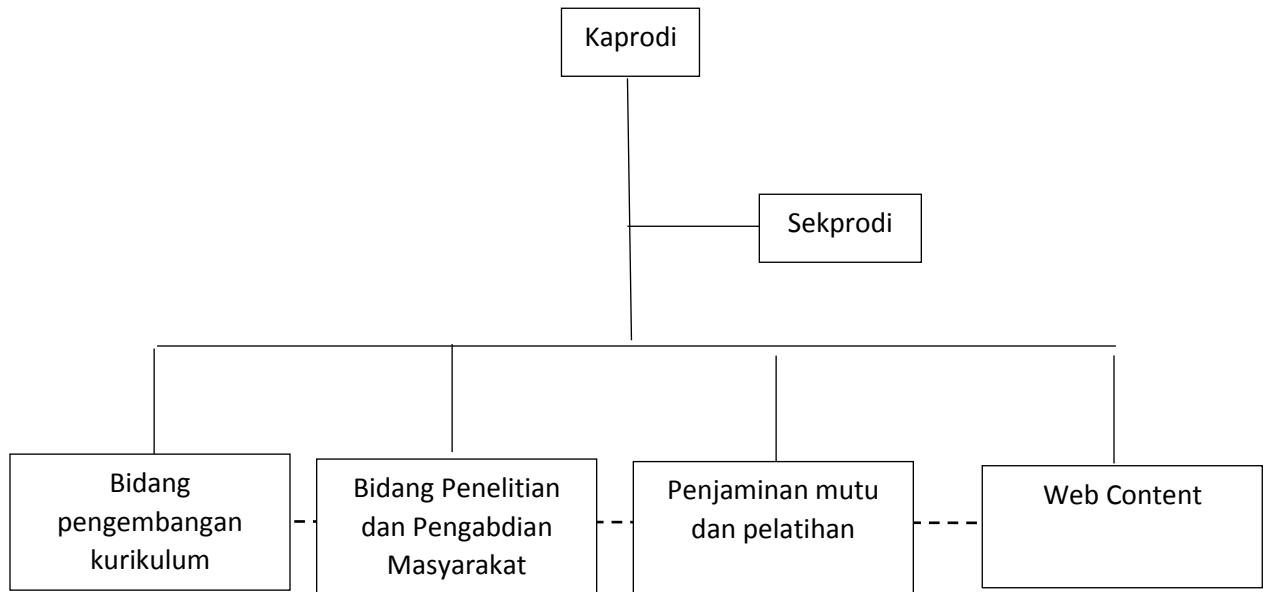 Kaprodi
Sekprodi
Bidang
pengembangan
kurikulum
Bidang Penelitian
dan Pengabdian
Masyarakat
Penjaminan mutu
dan pelatihan
Web Content